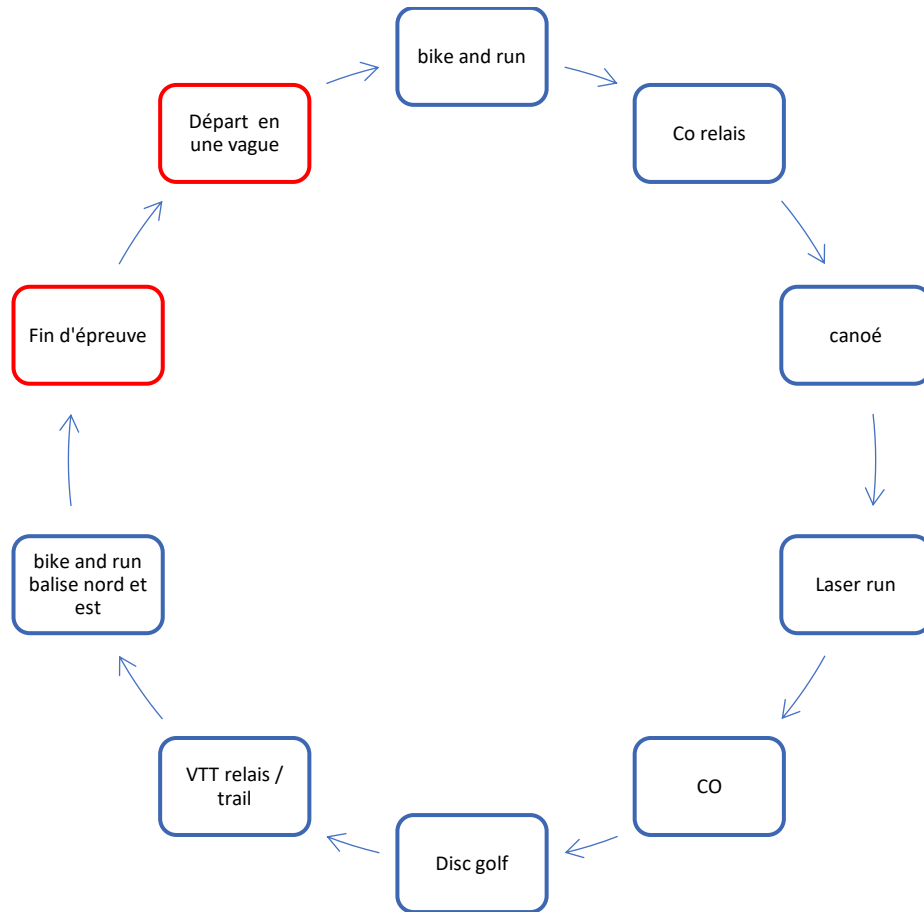 bike and run
Départ  en
une vague
Co relais
Fin d'épreuve
canoé
bike and run
balise nord et
est
Laser run
VTT relais /
trail
CO
Disc golf